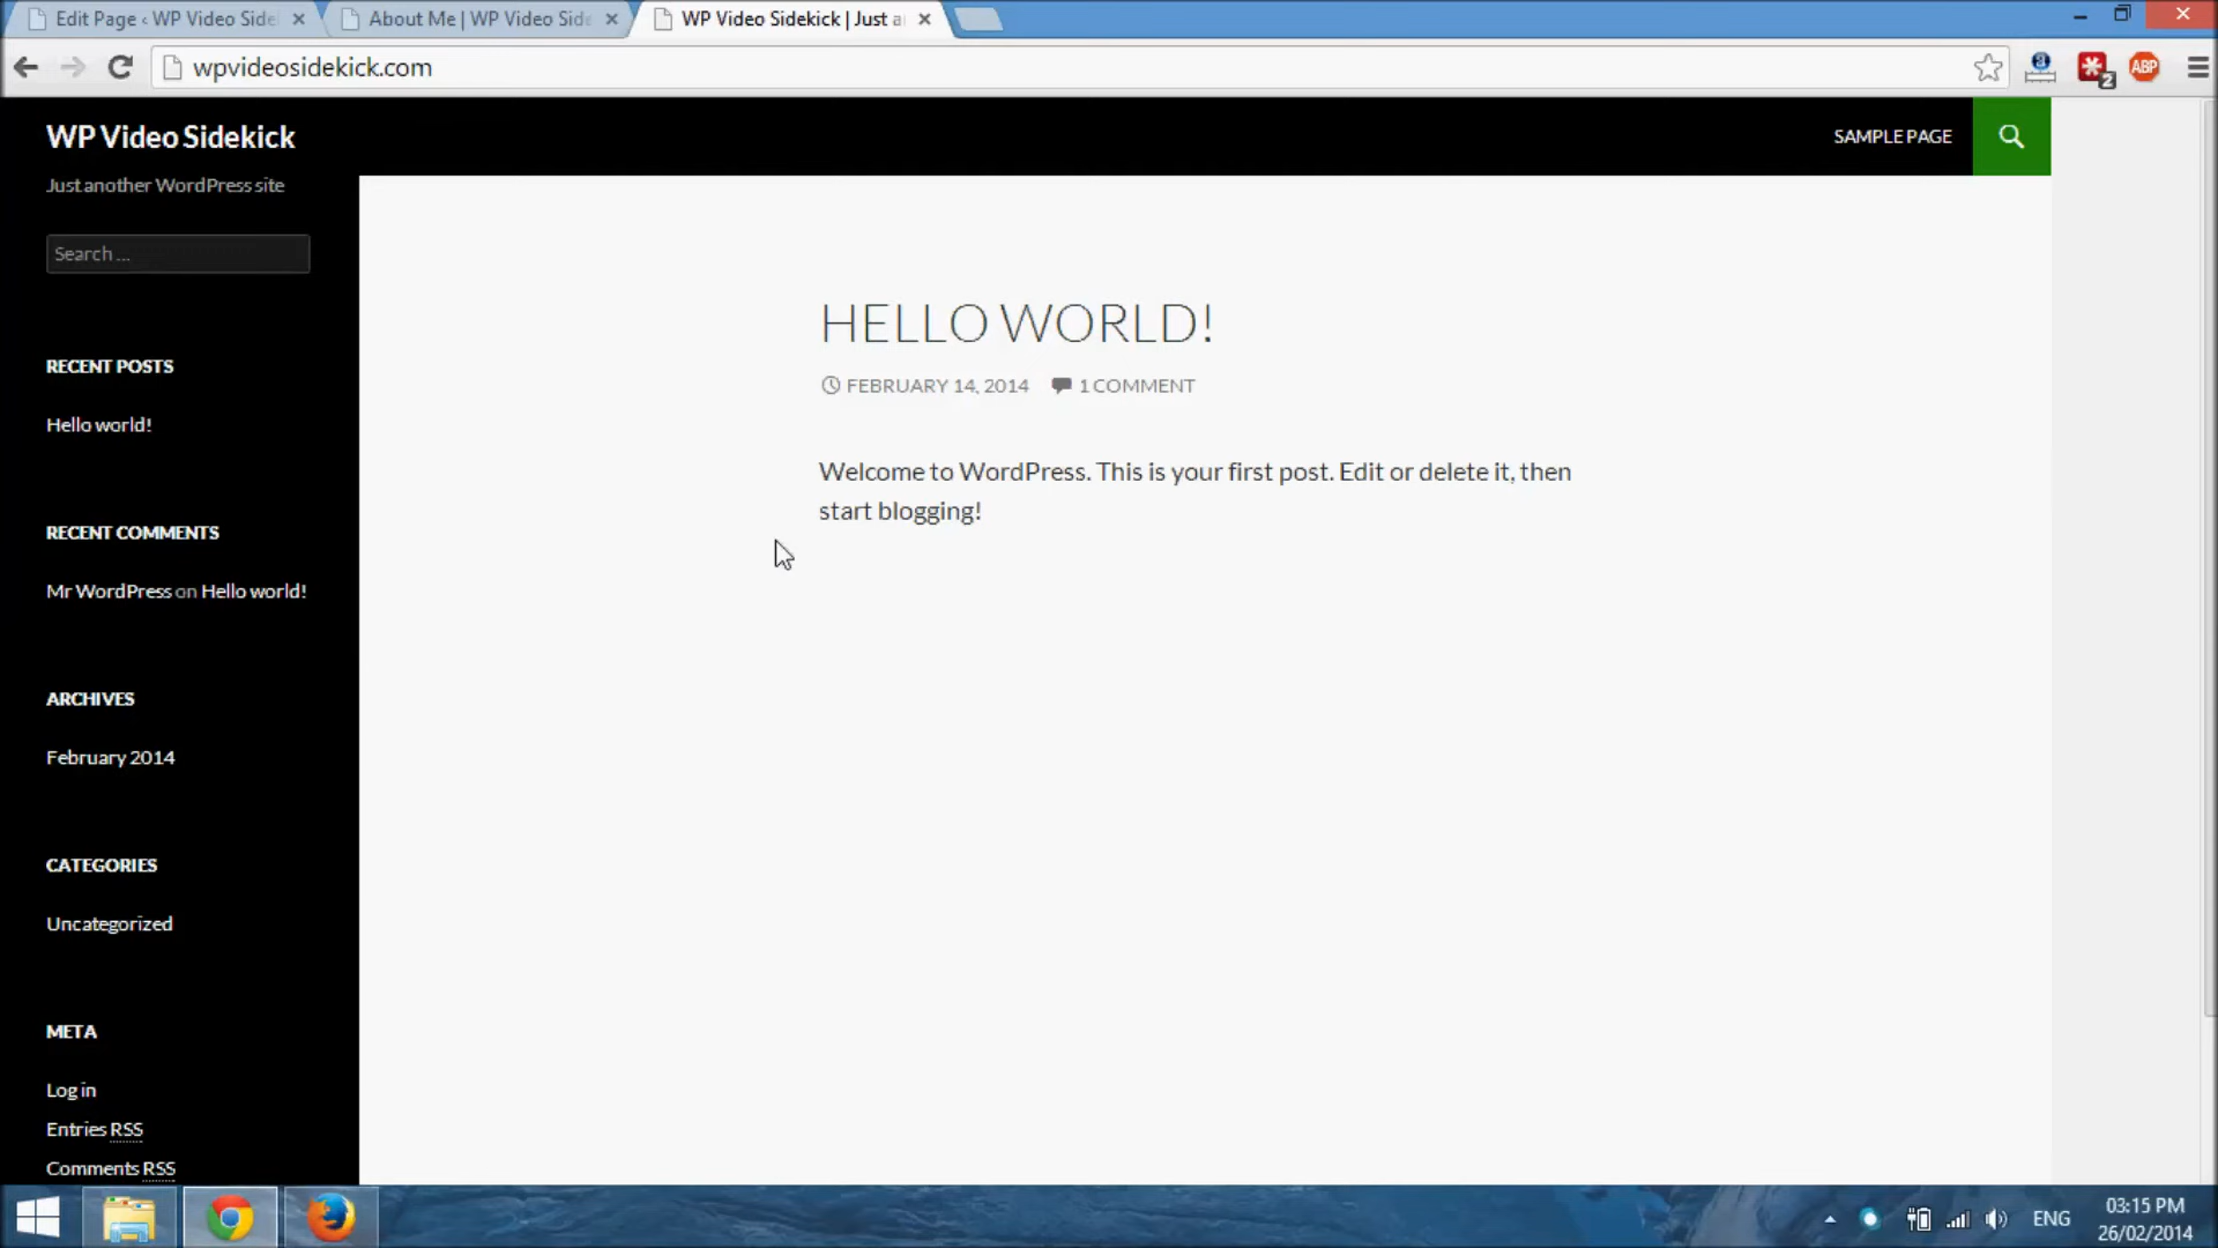 Edit Page ‹ WP Video Side
About Me | WP Video Side
WP Video Sidekick | Just a
wpvideosidekick.com
2
ABP
WP Video Sidekick
SAMPLE PAGE
Just another WordPress site
Search ...
HELLO WORLD!
FEBRUARY 14, 2014
1 COMMENT
Welcome to WordPress. This is your first post. Edit or delete it, then
start blogging!
RECENT POSTS
Hello world!
RECENT COMMENTS
Mr WordPress on Hello world!
ARCHIVES
February 2014
CATEGORIES
Uncategorized
META
Log in
Entries RSS
Comments RSS
ENG
03:15 PM
26/02/2014